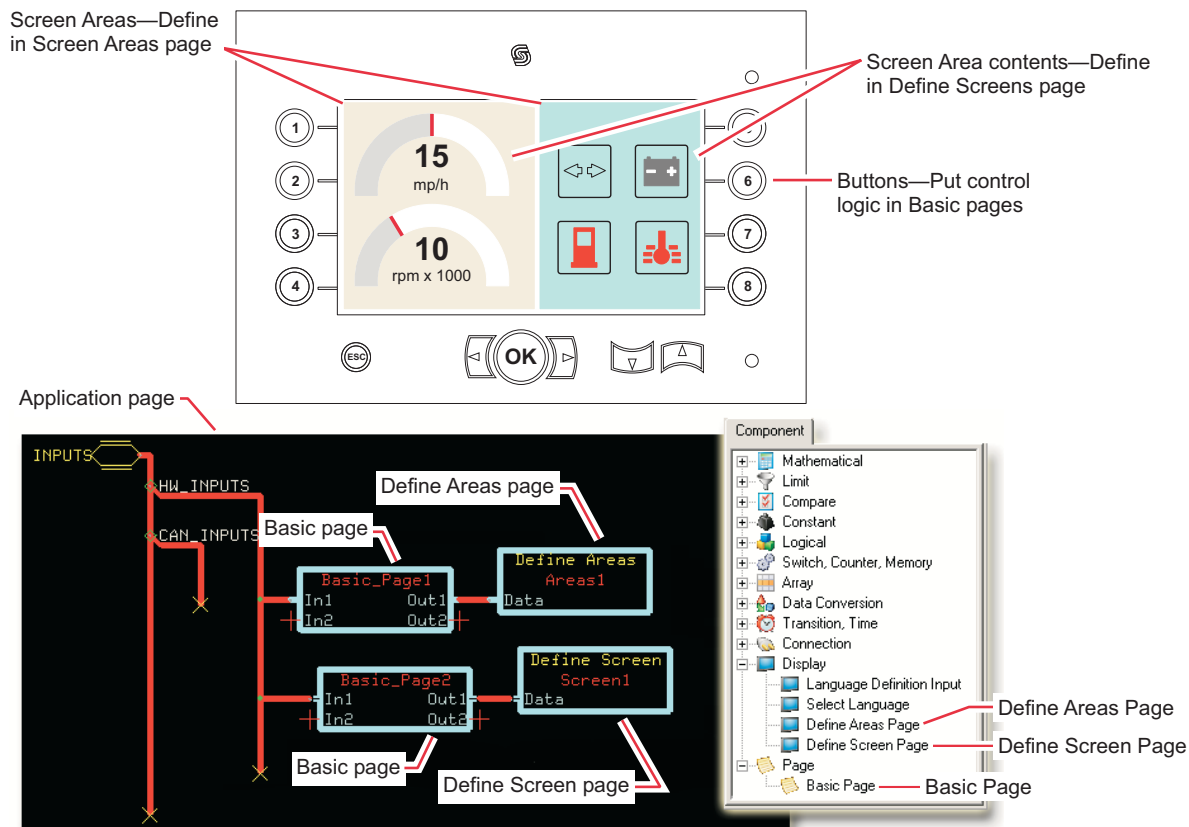 Screen Areas—Define
in Screen Areas page
Screen Area contents—Define
in Define Screens page
1
2
3
4
15
mp/h
10
rpm x 1000
6
7
8
Buttons—Put control
logic in Basic pages
ESC
OK
Application page
INPUTS
HW_INPUTS
CAN_INPUTS
Define Areas page
Basic page
Basic_Page1
In1 Out1
In2 Out2
Define Areas
Areas1
Data
Basic_Page2
In1 Out1
In2 Out2
Define Screen
Screen1
Data
Basic page
Define Screen page
Component
Mathematical
Limit
Compare
Constant
Logical
Switch, Counter, Memory
Array
Data Conversion
Transition, Time
Connection
Display
Language Definition Input
Select Language
Define Areas Page
Define Screen Page
Page
Basic Page
Define Areas Page
Define Screen Page
Basic Page